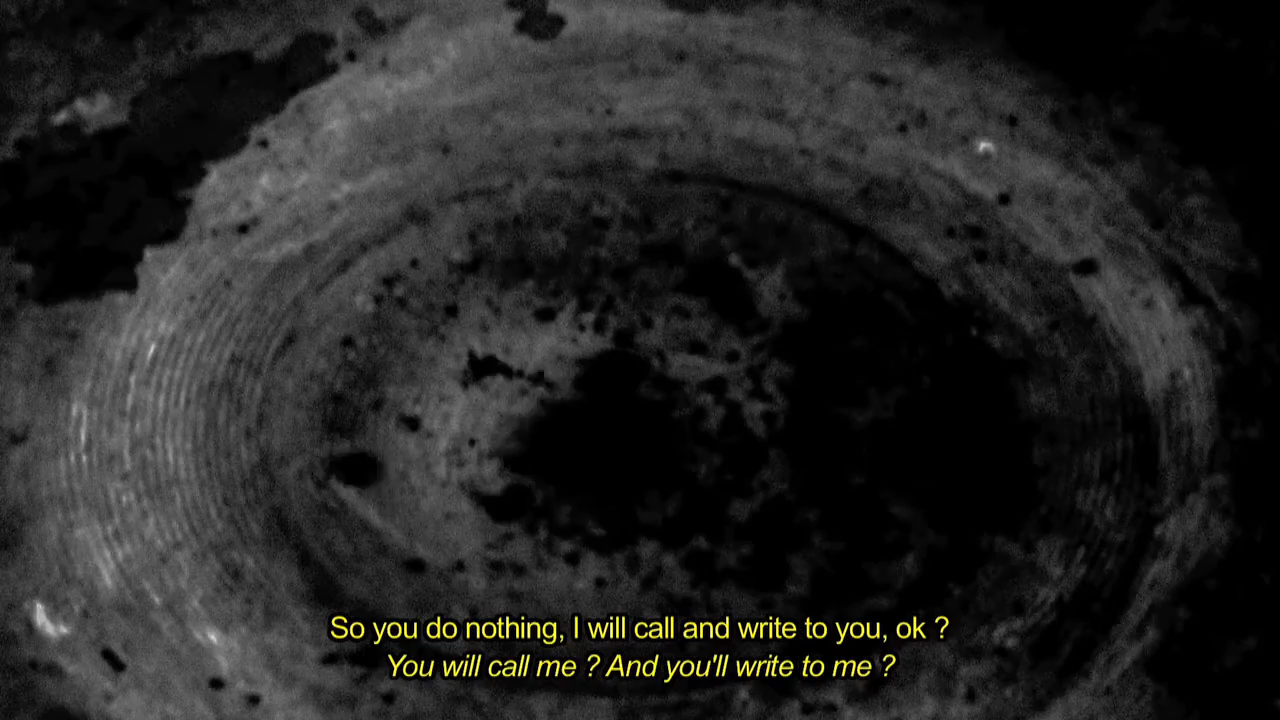 So you do nothing, I will call and write to you, ok ?
You will call me ? And you'll write to me ?